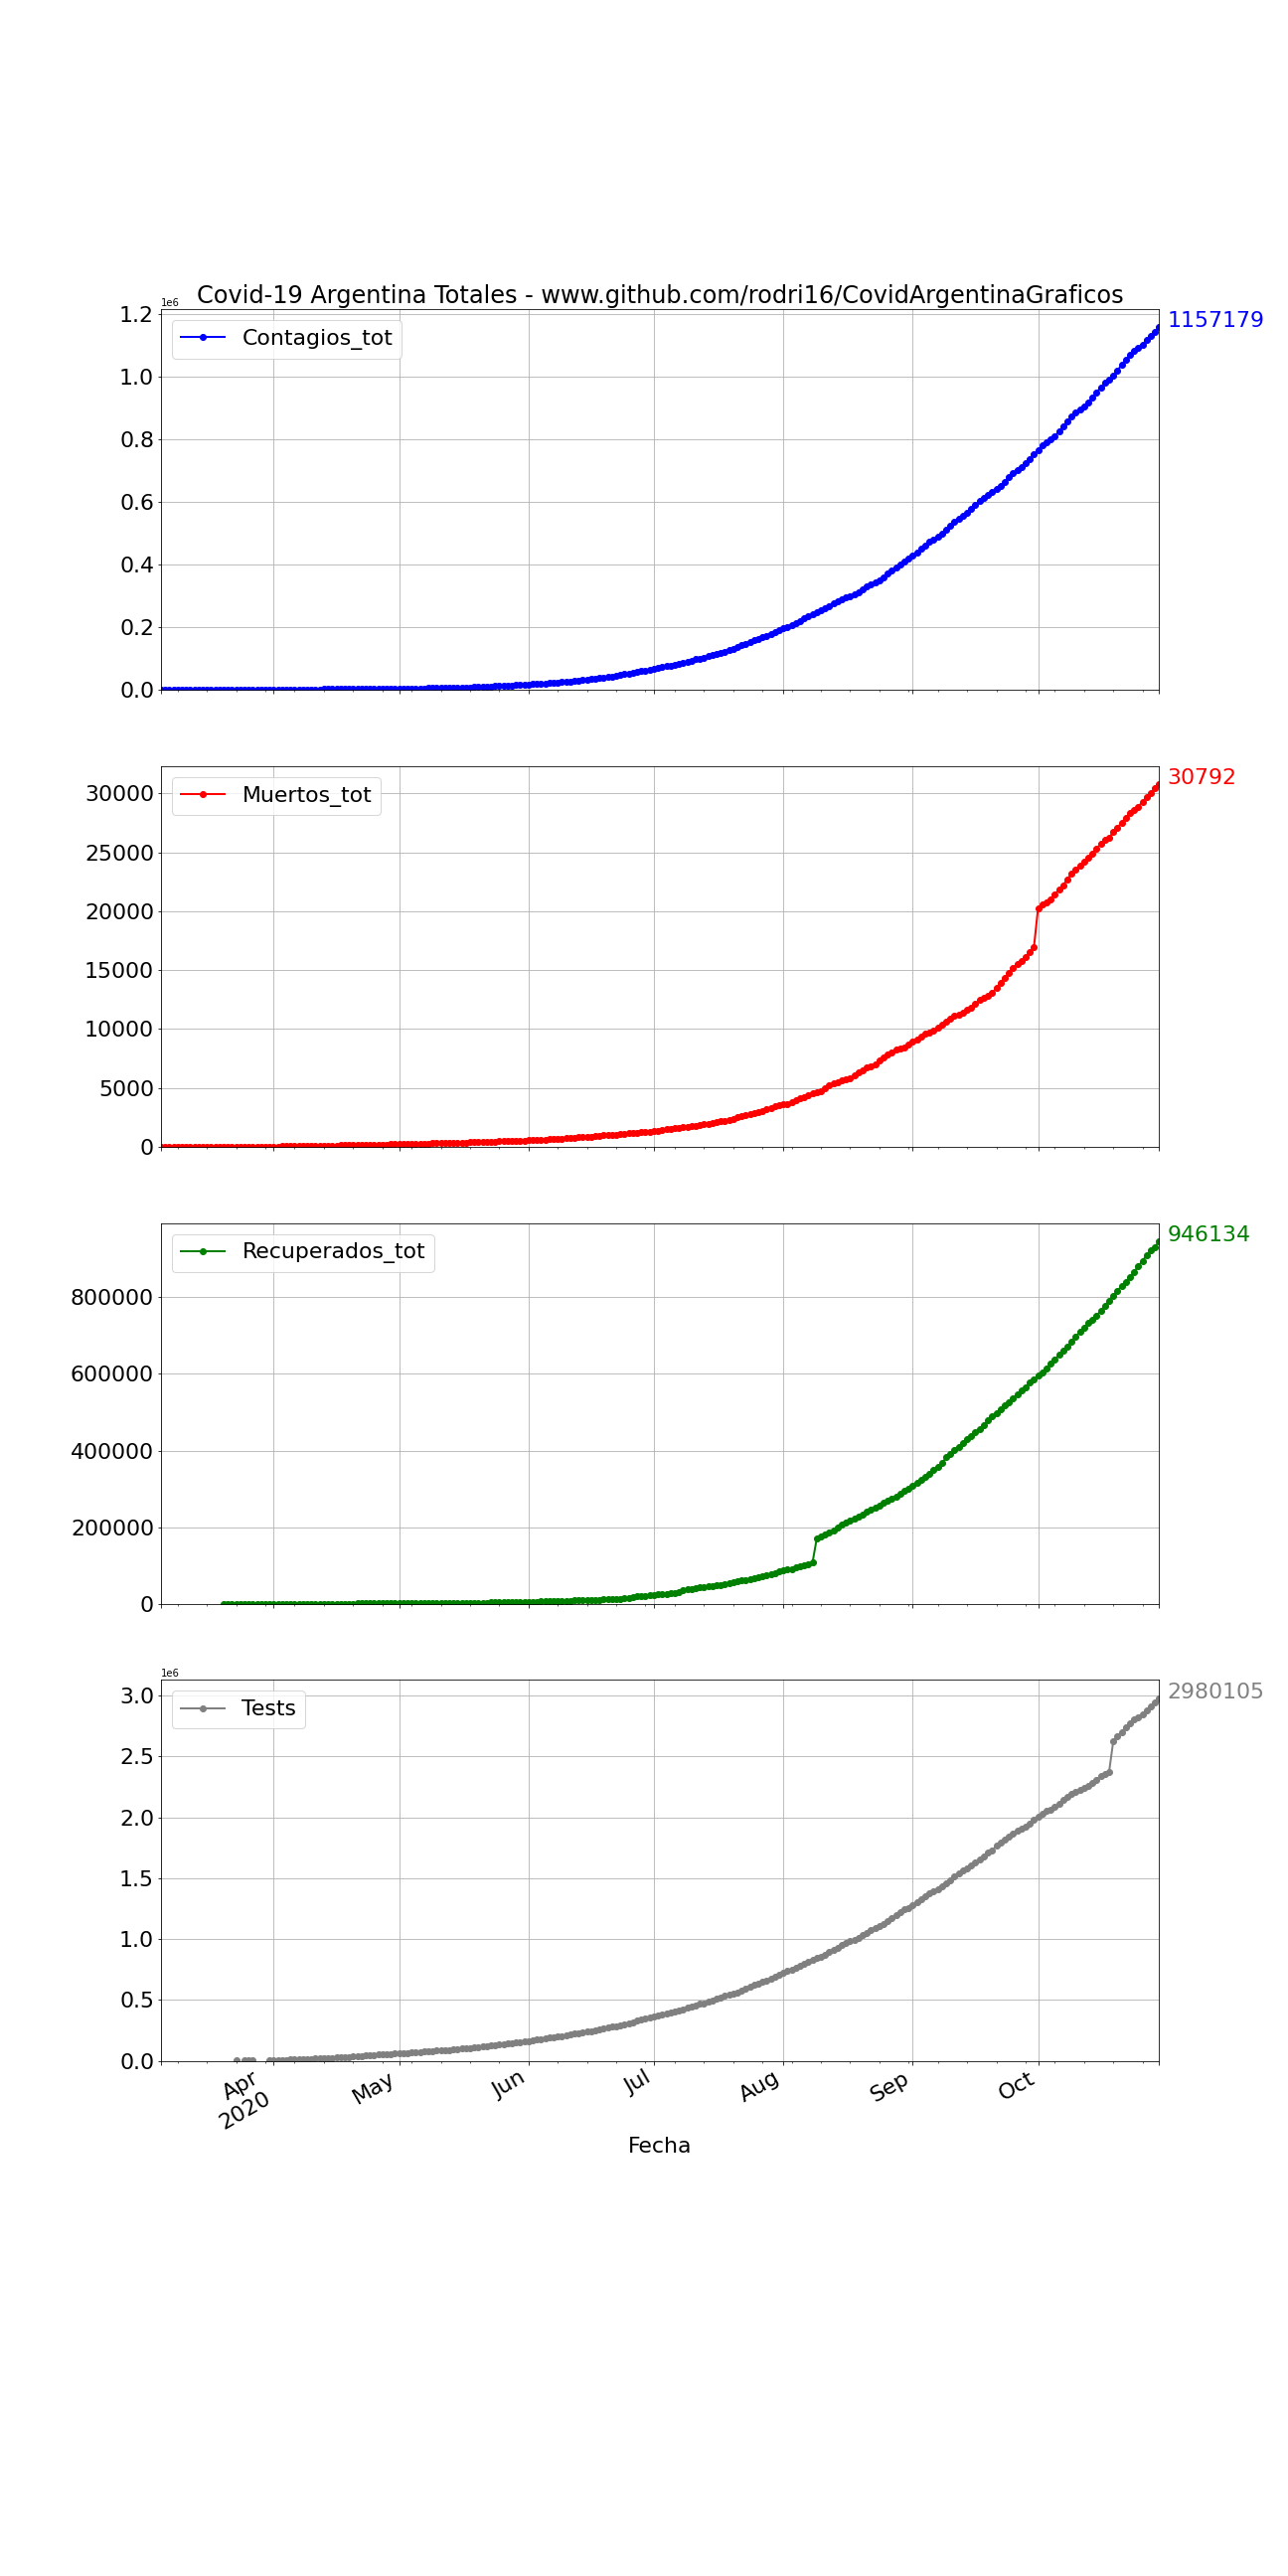 Covid-19 Argentina Totales - www.github.com/rodri16/CovidArgentinaGraficos
1e6
1.2
1.0
0.8
0.6
0.4
0.2
0.0
Contagios_tot
1157179
30000
25000
20000
15000
10000
5000
0
Muertos_tot
30792
800000
600000
400000
200000
0
Recuperados_tot
946134
1e6
3.0
2.5
2.0
1.5
1.0
0.5
0.0
Tests
2980105
Apr
2020
May
Jun
Jul
Aug
Sep
Oct
Fecha